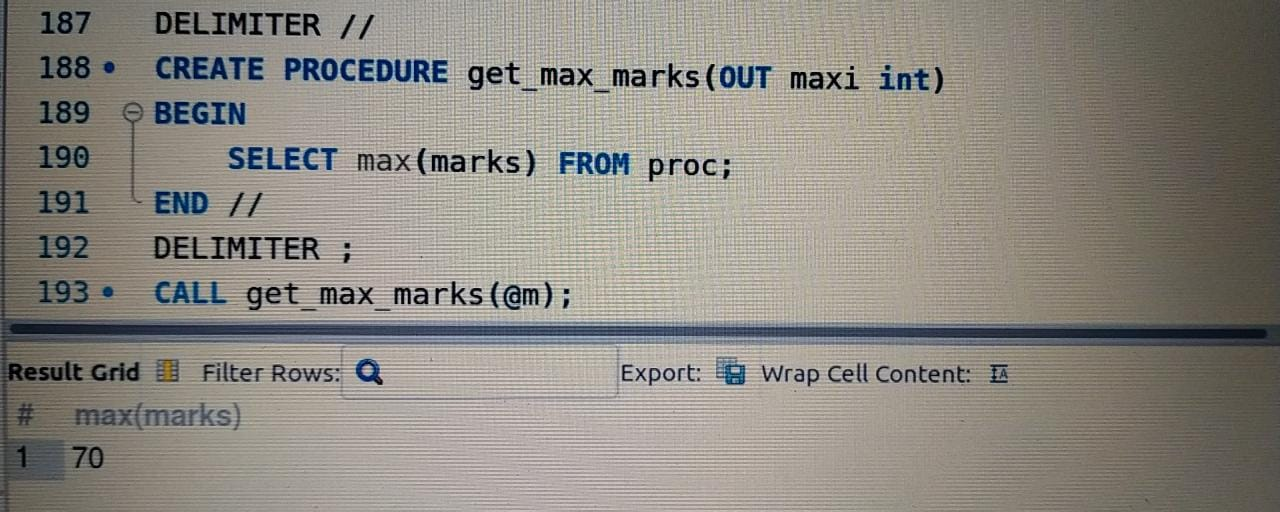 187 DELIMITER //
188 CREATE PROCEDURE get_max_marks(OUT maxi int)
189 BEGIN
190 SELECT max(marks) FROM proc;
191 END //
192 DELIMITER ;
193 CALL get_max_marks(@m);
Result Grid Filter Rows: Export: Wrap Cell Content: IA
# max(marks)
1 70